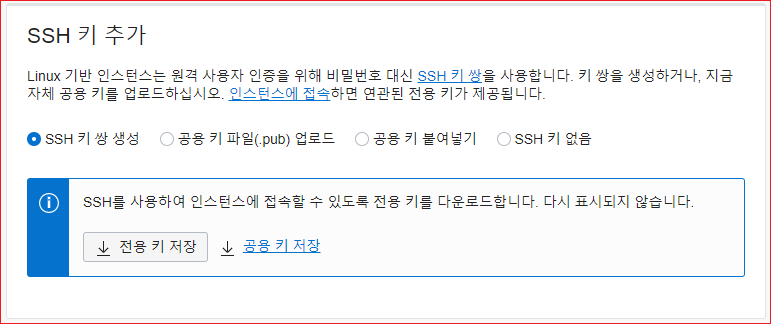 SSH 키 추가
Linux 기반 인스턴스는 원격 사용자 인증을 위해 비밀번호 대신 SSH 키 쌍을 사용합니다. 키 쌍을 생성하거나, 지금
자체 공용 키를 업로드하십시오. 인스턴스에 접속하면 연관된 전용 키가 제공됩니다.
SSH 키 쌍 생성 공용 키 파일(.pub) 업로드 공용 키 붙여넣기 SSH 키 없음
SSH를 사용하여 인스턴스에 접속할 수 있도록 전용 키를 다운로드합니다. 다시 표시되지 않습니다.
전용 키 저장 공용 키 저장